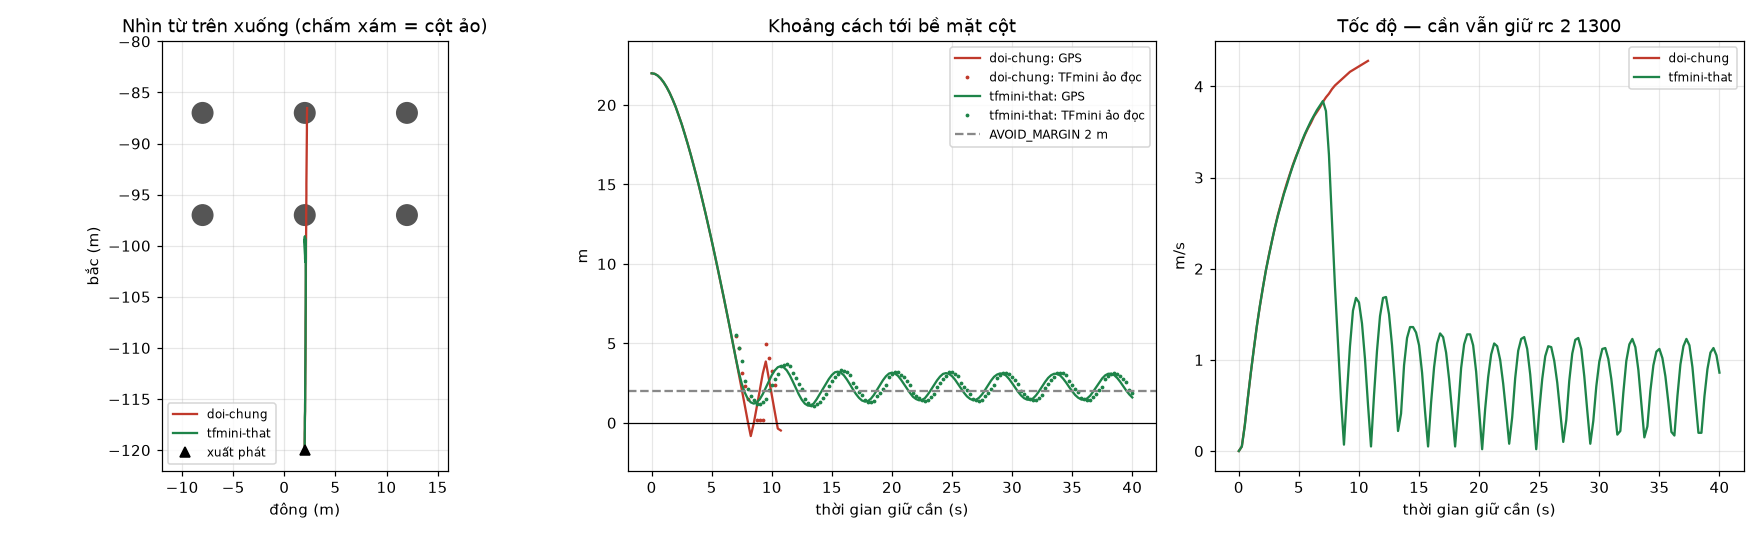 Nhìn từ trên xuống (chấm xám = cột ảo)
−80
−85
−90
−95
−100
−105
−110
−115
−120
bắc (m)
doi-chung
tfmini-that
xuất phát
−10
−5
0
5
10
15
đông (m)
Khoảng cách tới bề mặt cột
doi-chung: GPS
doi-chung: TFmini ảo đọc
tfmini-that: GPS
tfmini-that: TFmini ảo đọc
AVOID_MARGIN 2 m
20
15
10
5
0
m
0
5
10
15
20
25
30
35
40
thời gian giữ cần (s)
Tốc độ — cần vẫn giữ rc 2 1300
doi-chung
tfmini-that
4
3
2
1
0
m/s
0
5
10
15
20
25
30
35
40
thời gian giữ cần (s)